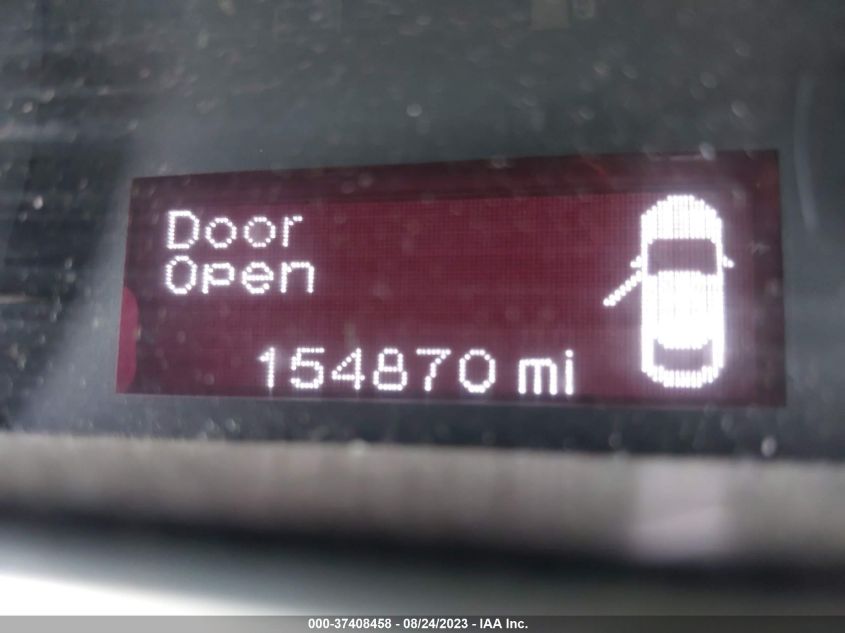 Door
Open
154870 mi
000-37408458 - 08/24/2023 - IAA Inc.